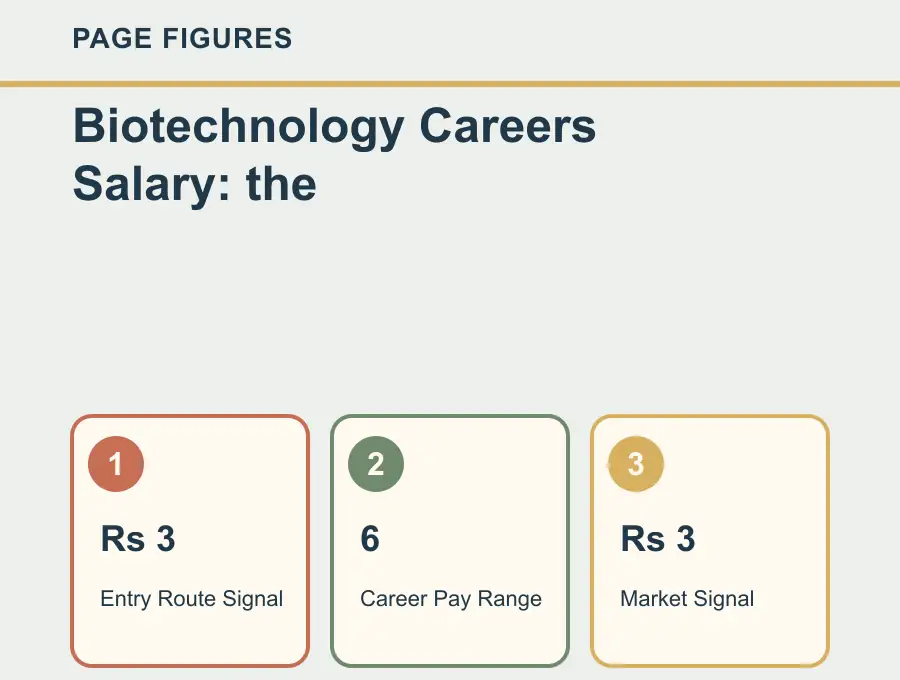 PAGE FIGURES
Biotechnology Careers
Salary: the
1
Rs 3
Entry Route Signal
2
6
Career Pay Range
3
Rs 3
Market Signal